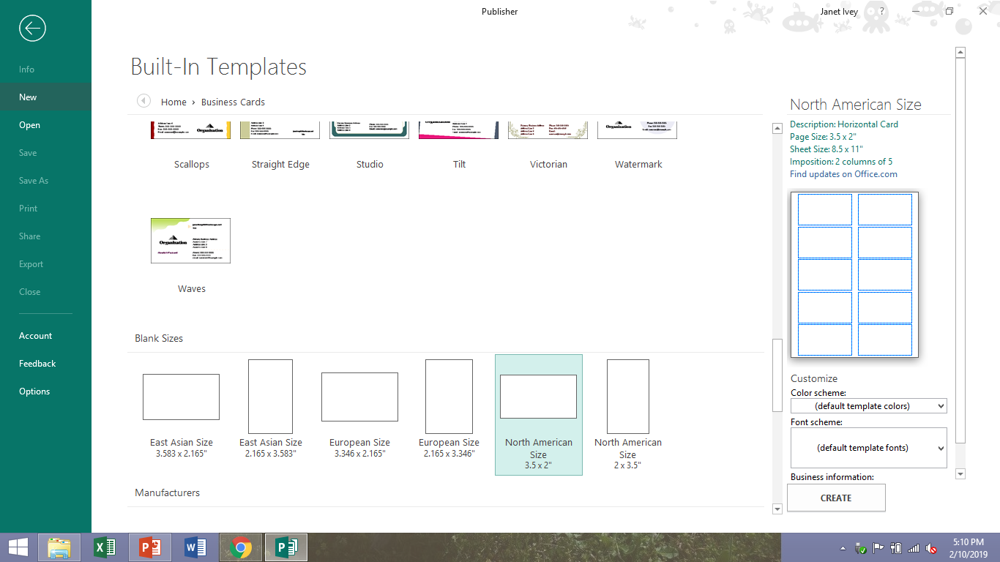 Publisher
Janet Ivey
?
Info
New
Open
Save
Save As
Print
Share
Export
Close
Account
Feedback
Options
Built-In Templates
Home › Business Cards
Organization
Scallops
Straight Edge
Studio
Tilt
Victorian
Watermark
Organization
Waves
Blank Sizes
East Asian Size
3.583 x 2.165"
East Asian Size
2.165 x 3.583"
European Size
3.346 x 2.165"
European Size
2.165 x 3.346"
North American
Size
3.5 x 2"
North American
Size
2 x 3.5"
Manufacturers
North American Size
Description: Horizontal Card
Page Size: 3.5 x 2"
Sheet Size: 8.5 x 11"
Imposition: 2 columns of 5
Find updates on Office.com
Customize
Color scheme:
(default template colors)
Font scheme:
(default template fonts)
Business information:
CREATE
5:10 PM
2/10/2019